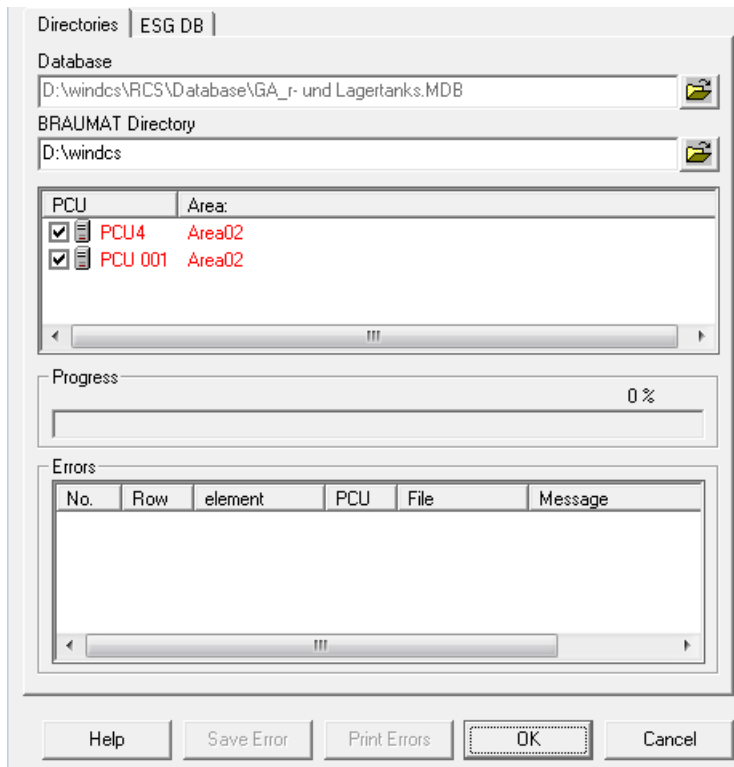 Directories ESG DB
Database
D:\windcs\RCS\Database\GA_r- und Lagertanks.MDB
BRAUMAT Directory
D:\windcs
PCU Area:
PCU4 Area02
PCU 001 Area02
Progress
0 %
Errors
No. Row element PCU File Message
Help Save Error Print Errors OK Cancel